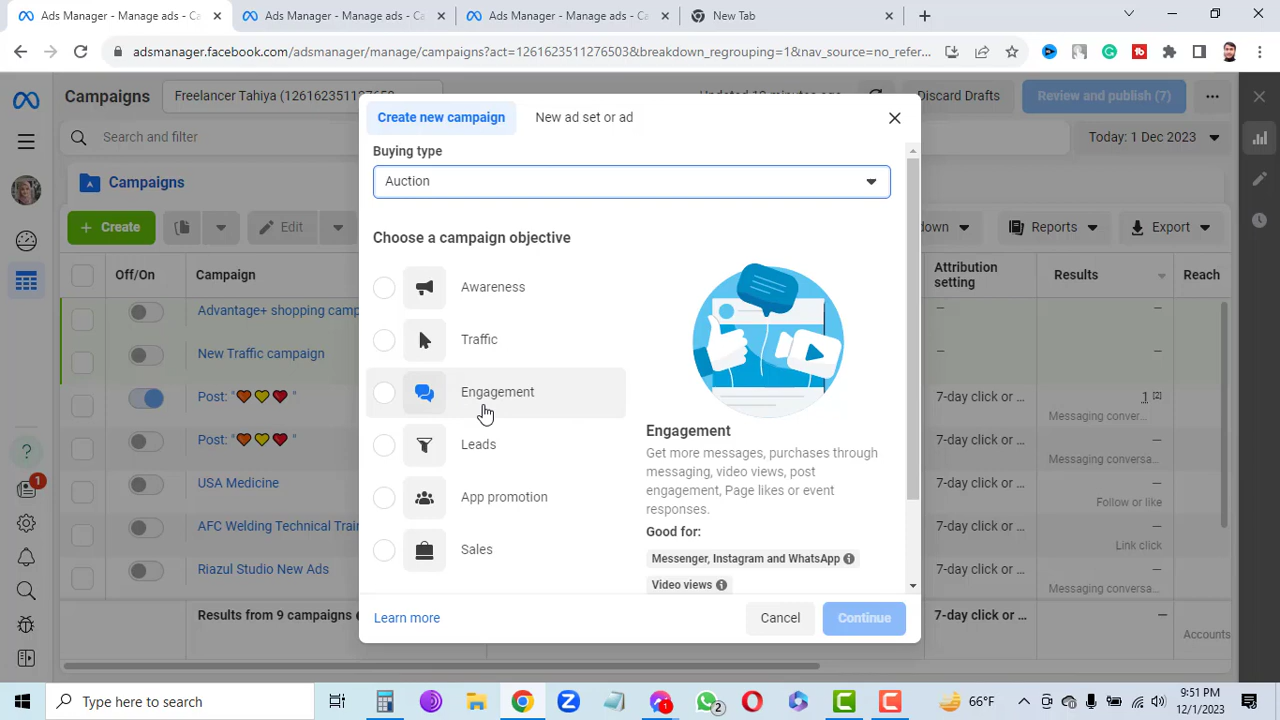 Ads Manager - Manage ads - Ca
Ads Manager - Manage ads - Ca
Ads Manager - Manage ads - Ca
New Tab
adsmanager.facebook.com/adsmanager/manage/campaigns?act=1261623511276503&breakdown_regrouping=1&nav_source=no_refer...
Campaigns
Freelancer Tahiya
Discard Drafts
Review and publish (7)
Search and filter
Today: 1 Dec 2023
Create new campaign
New ad set or ad
Buying type
Auction
Campaigns
Create
Edit
Reports
Export
Choose a campaign objective
Off/On
Campaign
Attribution
setting
Results
Reach
Awareness
Traffic
Engagement
Leads
App promotion
Sales
Engagement
Get more messages, purchases through
messaging, video views, post
engagement, Page likes or event
responses.
Good for:
Messenger, Instagram and WhatsApp
Video views
Advantage+ shopping camp
New Traffic campaign
Post: "🧡💛❤️ "
7-day click or ...
1 [2]
Messaging conversa...
Post: "🧡💛❤️ "
7-day click or ...
—
Messaging conversa...
USA Medicine
7-day click or ...
—
Follow or like
AFC Welding Technical Trai
7-day click or ...
—
Link click
Riazul Studio New Ads
7-day click or ...
—
Messaging conversa...
Results from 9 campaigns
7-day click or ...
—
Accounts
Learn more
Cancel
Continue
1
Type here to search
1
2
66°F
9:51 PM
12/1/2023